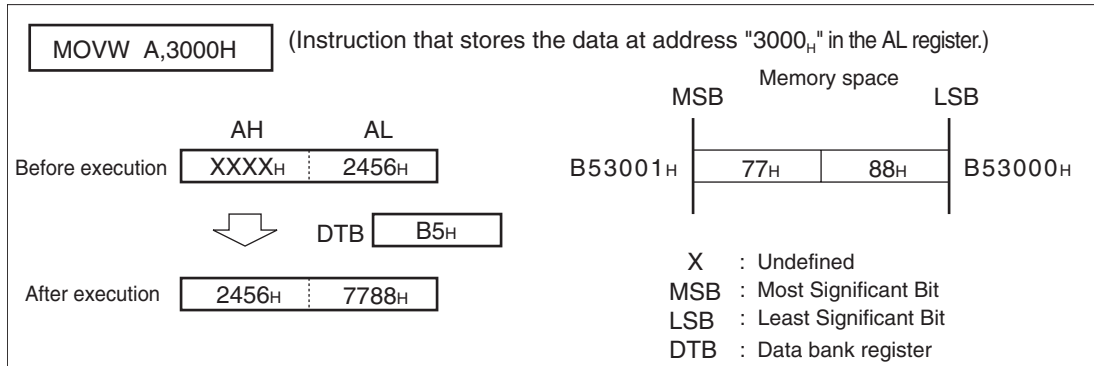 MOVW A,3000H (Instruction that stores the data at address "3000H" in the AL register.)
Memory space
MSB LSB
AH AL
Before execution XXXXH 2456H B53001H 77H 88H B53000H
DTB B5H
After execution 2456H 7788H
X : Undefined
MSB : Most Significant Bit
LSB : Least Significant Bit
DTB : Data bank register